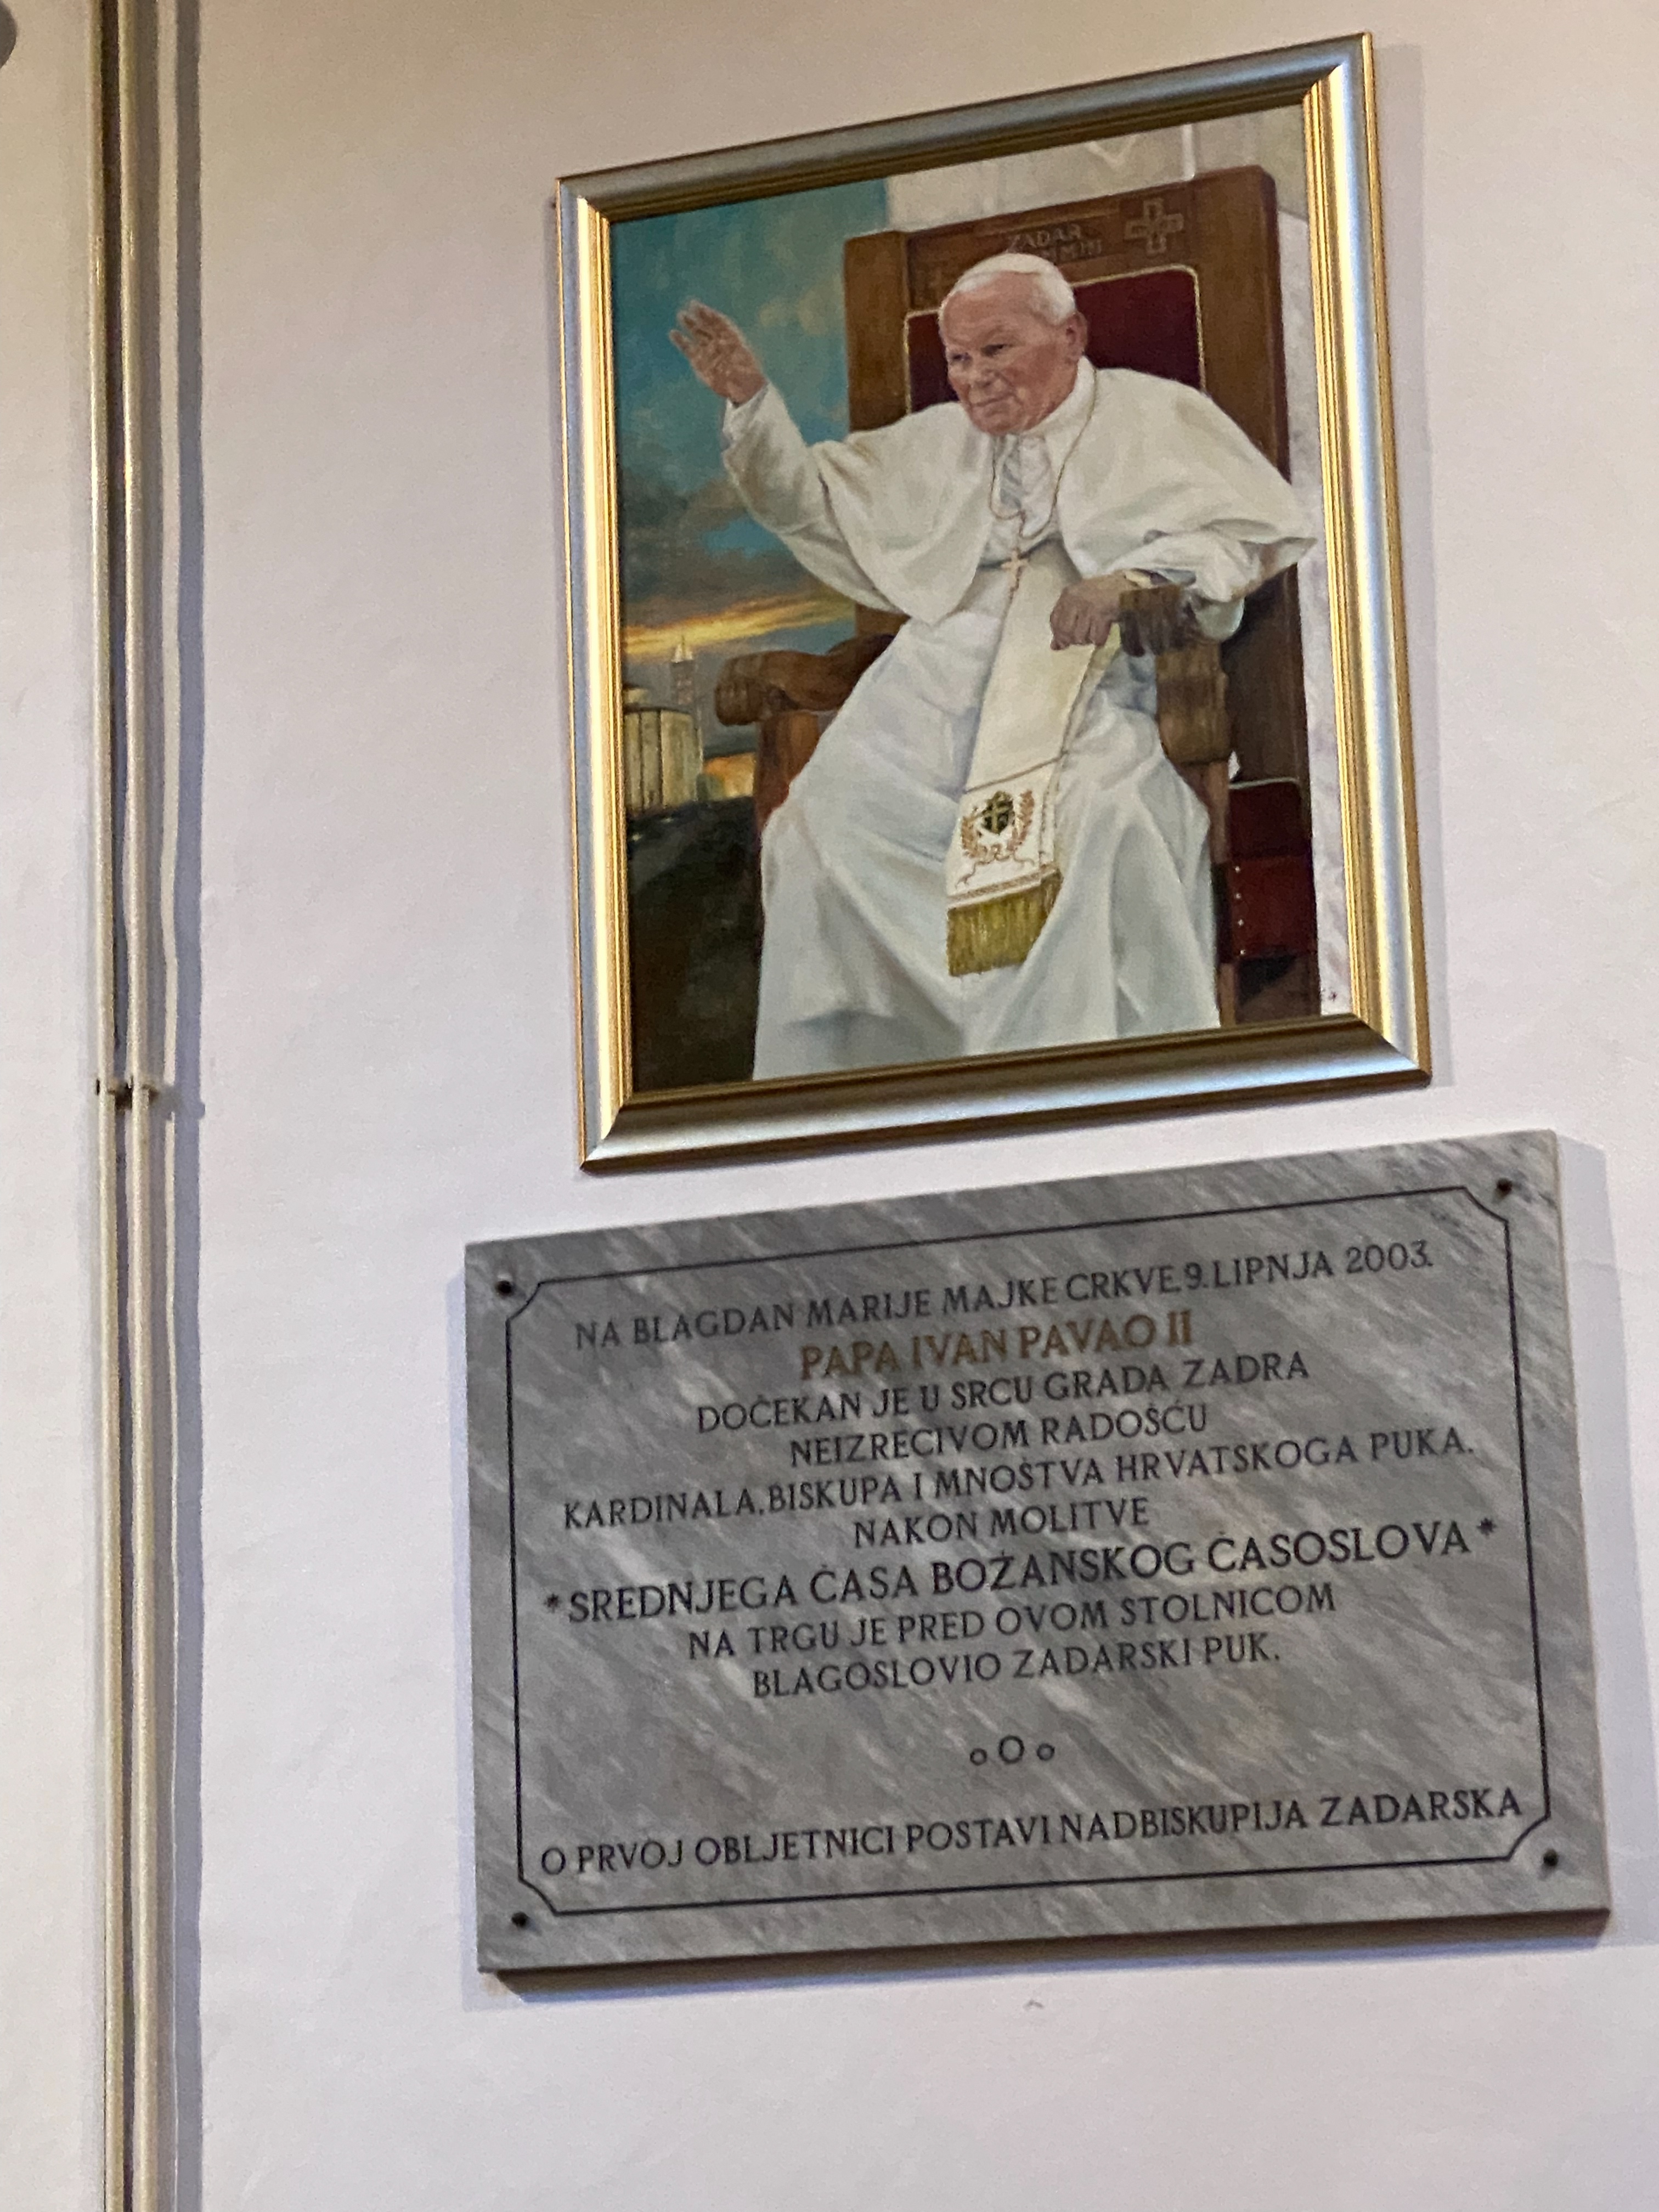 ZADAR
NA BLAGDAN MARIJE MAJKE CRKVE, 9. LIPNJA 2003.
PAPA IVAN PAVAO II
DOČEKAN JE U SRCU GRADA ZADRA
NEIZRECIVOM RADOŠĆU
KARDINALA, BISKUPA I MNOŠTVA HRVATSKOGA PUKA.
NAKON MOLITVE
*SREDNJEGA ČASA BOŽANSKOG ČASOSLOVA*
NA TRGU JE PRED OVOM STOLNICOM
BLAGOSLOVIO ZADARSKI PUK.
oOo
O PRVOJ OBLJETNICI POSTAVI NADBISKUPIJA ZADARSKA